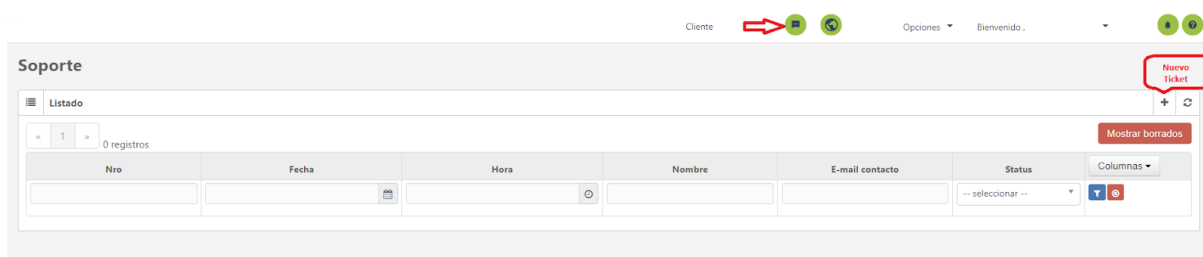 Cliente
Opciones
Bienvenido ,
Soporte
Nuevo
Ticket
Listado
« 1 »
0 registros
Mostrar borrados
Nro Fecha Hora Nombre E-mail contacto Status Columnas
-- seleccionar --